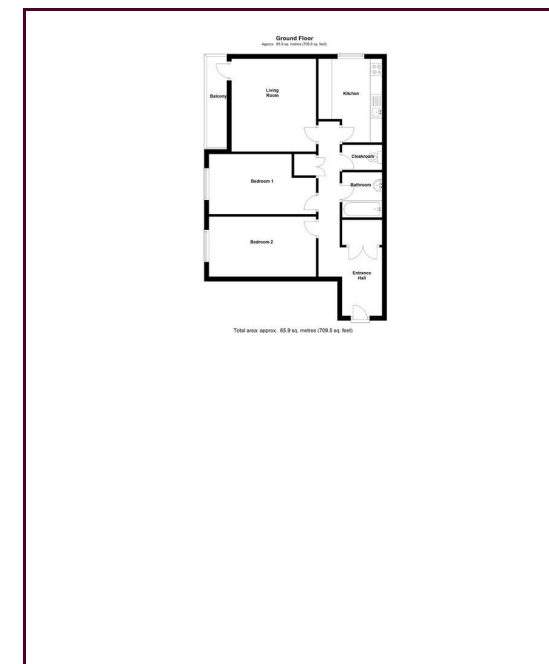 Ground Floor
Approx. 65.9 sq. metres (709.5 sq. feet)
Balcony
Living
Room
Kitchen
Cloakroom
Bedroom 1
Bathroom
Bedroom 2
Entrance
Hall
Total area: approx. 65.9 sq. metres (709.5 sq. feet)